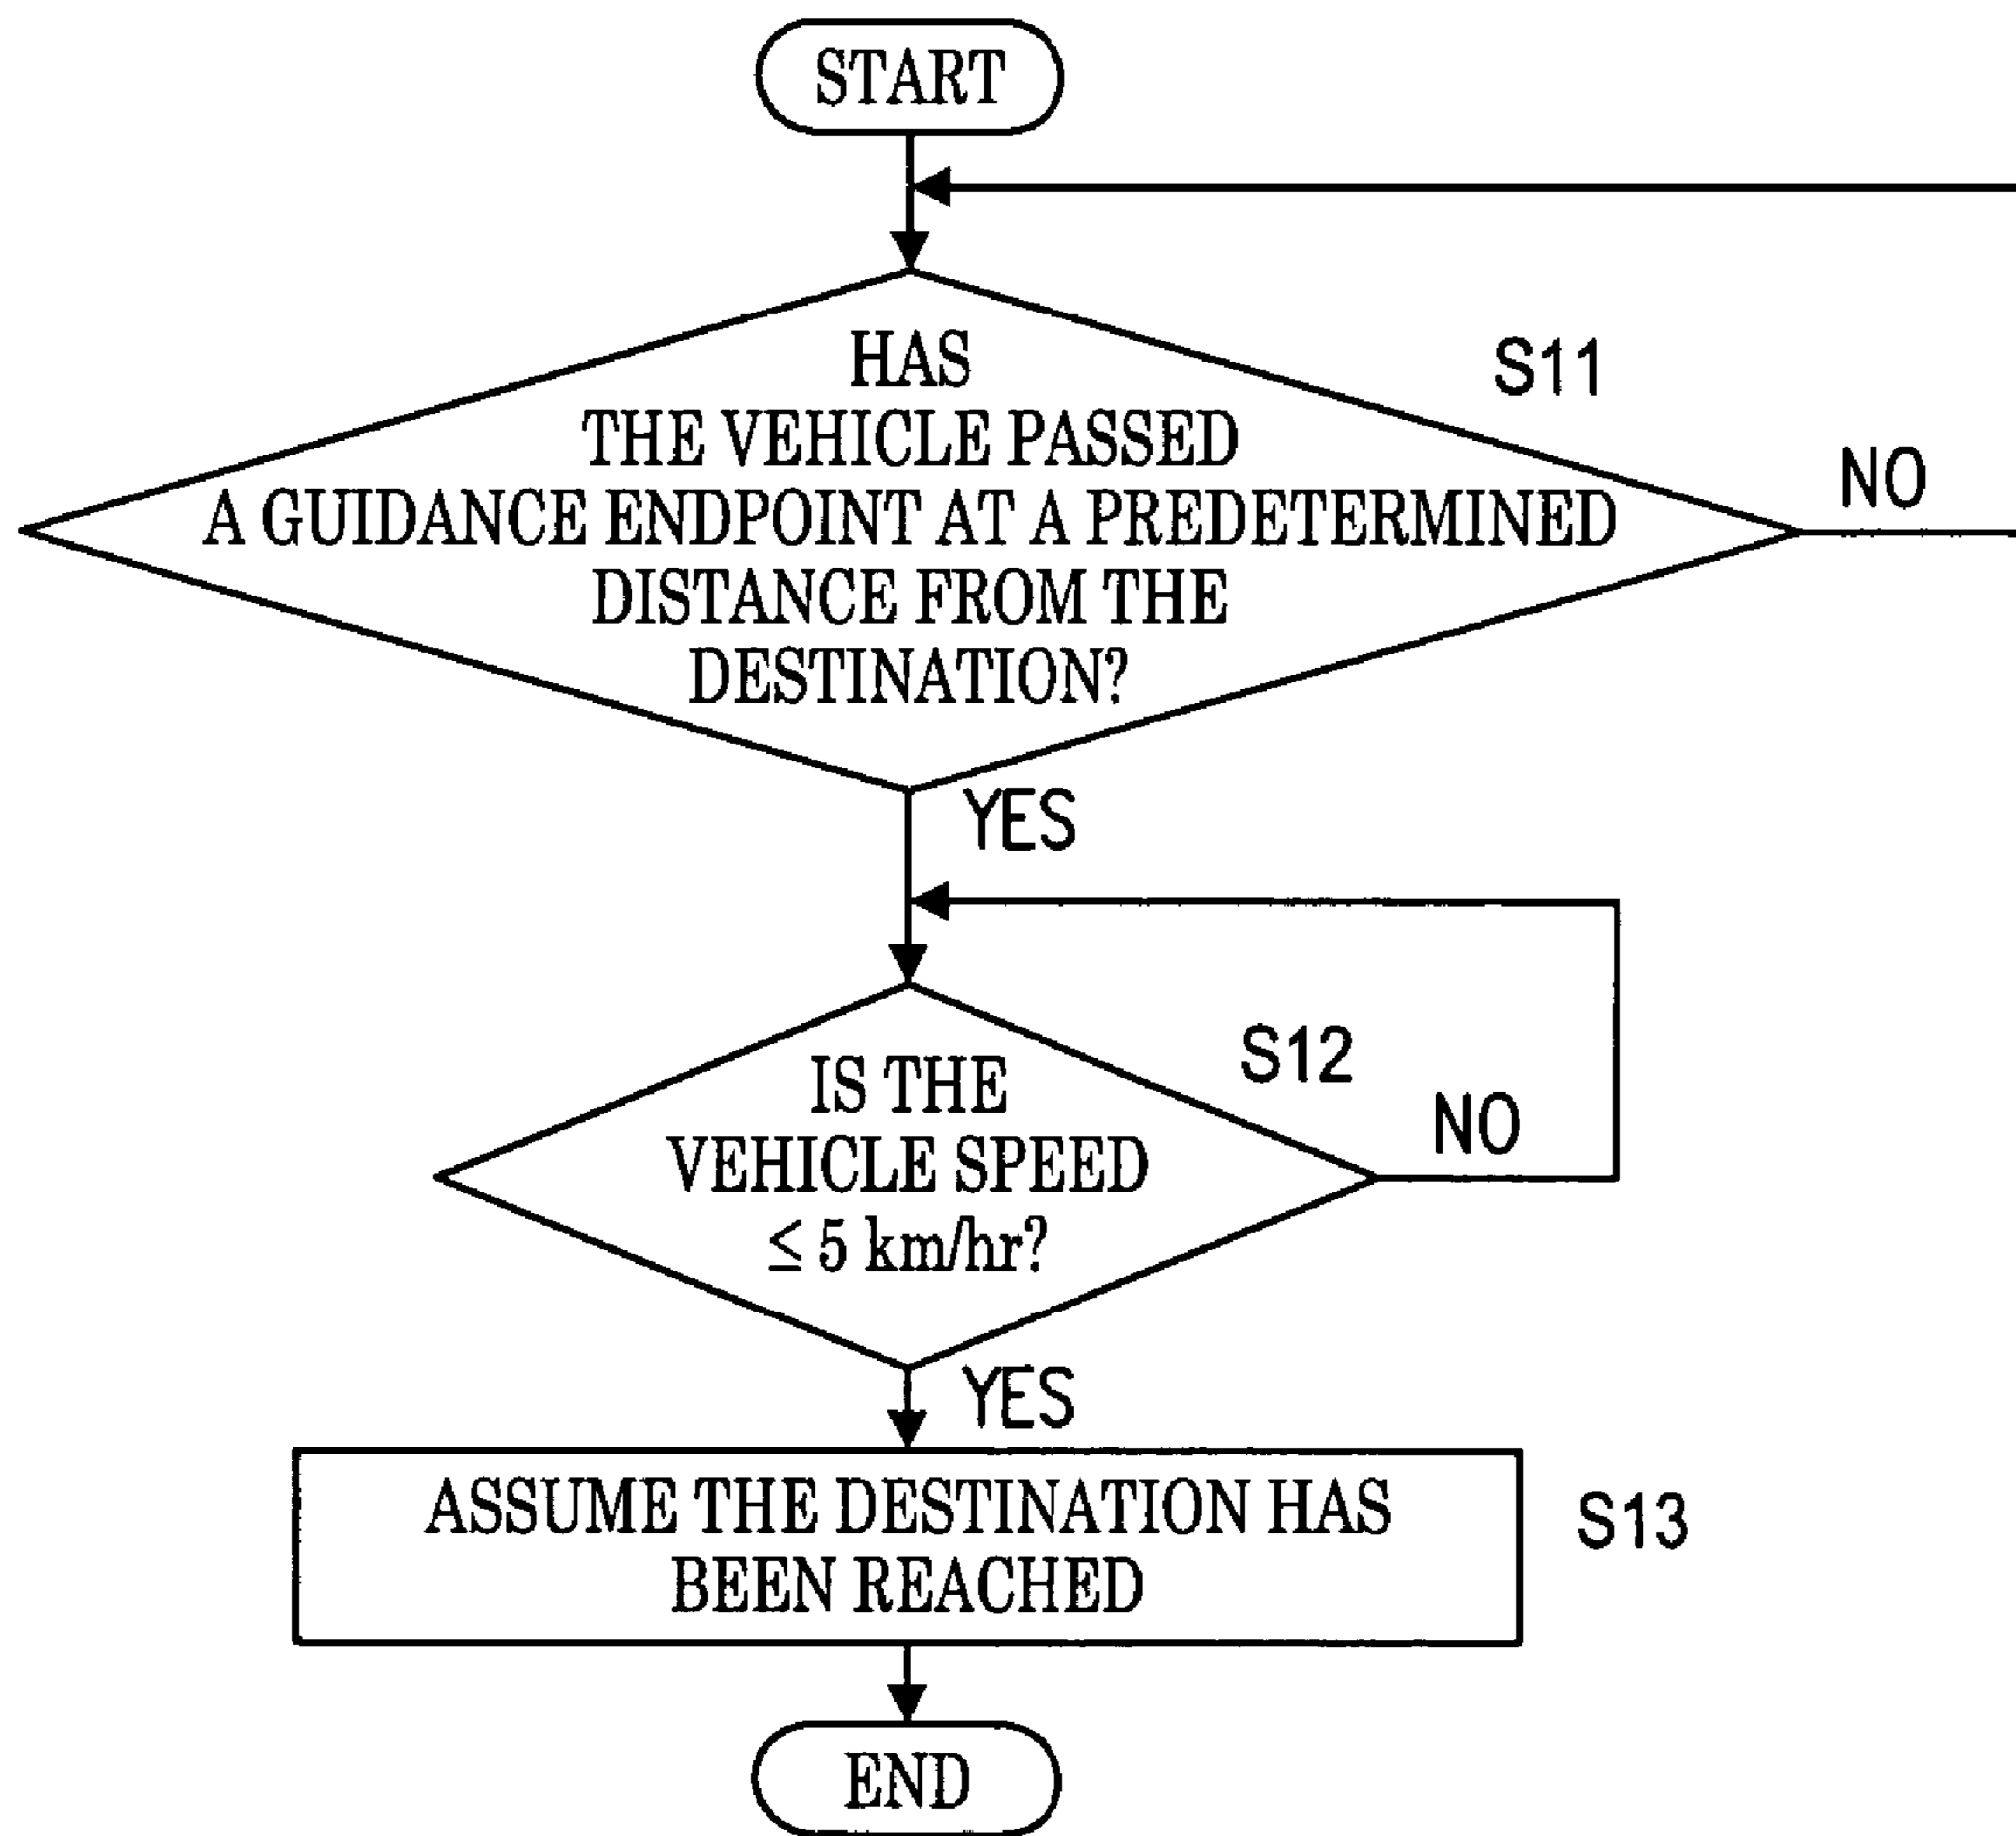 START
HAS
THE VEHICLE PASSED
A GUIDANCE ENDPOINT AT A PREDETERMINED
DISTANCE FROM THE
DESTINATION?
S11
NO
YES
IS THE
VEHICLE SPEED
≤ 5 km/hr?
S12
NO
YES
ASSUME THE DESTINATION HAS
BEEN REACHED
S13
END